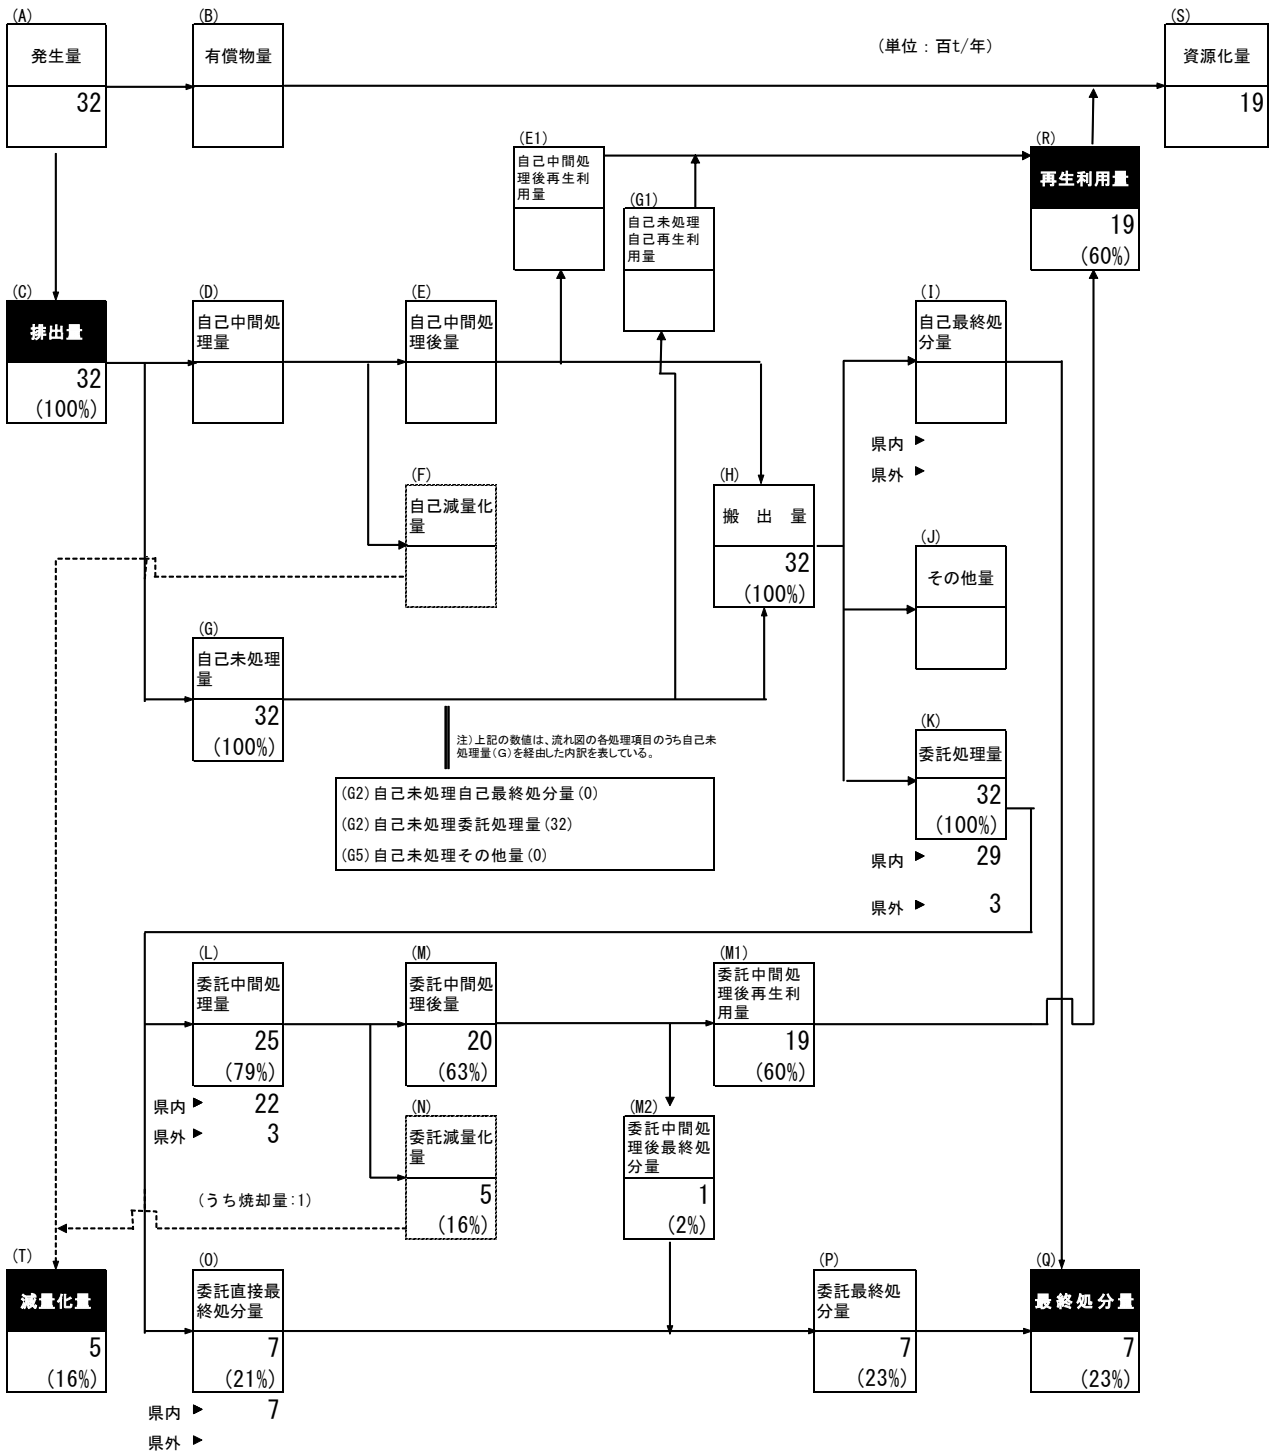 (A)
発生量
32
(B)
有償物量
(単位：百t/年)
(S)
資源化量
19
(E1)
自己中間処
理後再生利
用量
(G1)
自己未処理
自己再生利
用量
(R)
再生利用量
19
(60%)
(C)
排出量
32
(100%)
(D)
自己中間処
理量
(E)
自己中間処
理後量
(I)
自己最終処
分量
県内 ▶
県外 ▶
(F)
自己減量化
量
(H)
搬 出 量
32
(100%)
(J)
その他量
(G)
自己未処理
量
32
(100%)
注）上記の数値は、流れ図の各処理項目のうち自己未
処理量(G)を経由した内訳を表している。
(G2)自己未処理自己最終処分量(0)
(G2)自己未処理委託処理量(32)
(G5)自己未処理その他量(0)
(K)
委託処理量
32
(100%)
県内 ▶ 29
県外 ▶ 3
(L)
委託中間処
理量
25
(79%)
県内 ▶ 22
県外 ▶ 3
(M)
委託中間処
理後量
20
(63%)
(M1)
委託中間処
理後再生利
用量
19
(60%)
(N)
委託減量化
量
5
(16%)
(うち焼却量:1)
(M2)
委託中間処
理後最終処
分量
1
(2%)
(T)
減量化量
5
(16%)
(O)
委託直接最
終処分量
7
(21%)
県内 ▶ 7
県外 ▶
(P)
委託最終処
分量
7
(23%)
(Q)
最終処分量
7
(23%)